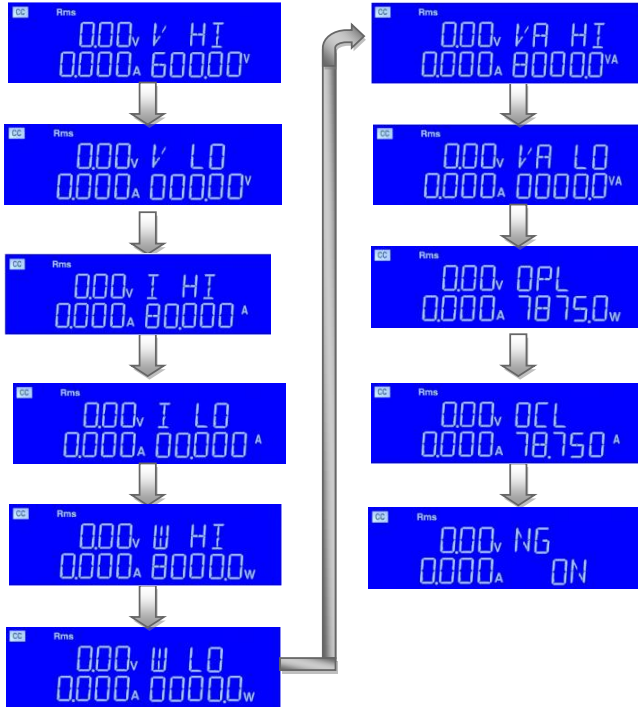 CC Rms
0.00V V HI
0.000A 600.00V
CC Rms
0.00V V LO
0.000A 000.00V
CC Rms
0.00V I HI
0.000A 80.000 A
CC Rms
0.00V I LO
0.000A 00.000 A
CC Rms
0.00V W HI
0.000A 8000.0W
CC Rms
0.00V W LO
0.000A 0000.0W
CC Rms
0.00V VA HI
0.000A 8000.0VA
CC Rms
0.00V VA LO
0.000A 0000.0VA
CC Rms
0.00V OPL
0.000A 7875.0W
CC Rms
0.00V OCL
0.000A 78.750 A
CC Rms
0.00V NG
0.000A ON